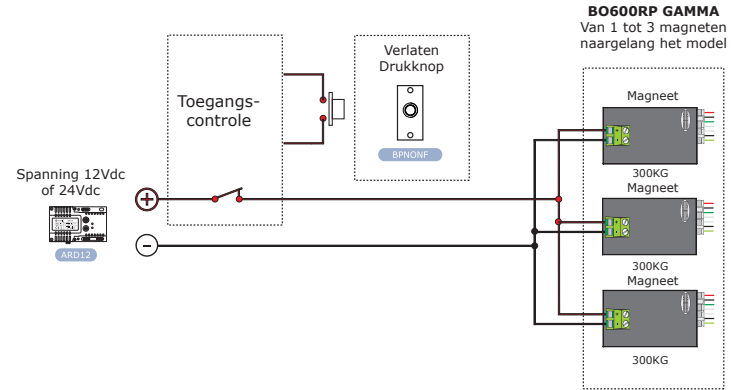 BO600RP GAMMA
Van 1 tot 3 magneten
naargelang het model
Verlaten
Drukknop
BPNONF
Toegangs-
controle
Spanning 12Vdc
of 24Vdc
ARD12
+
-
Magneet
300KG
Magneet
300KG
Magneet
300KG